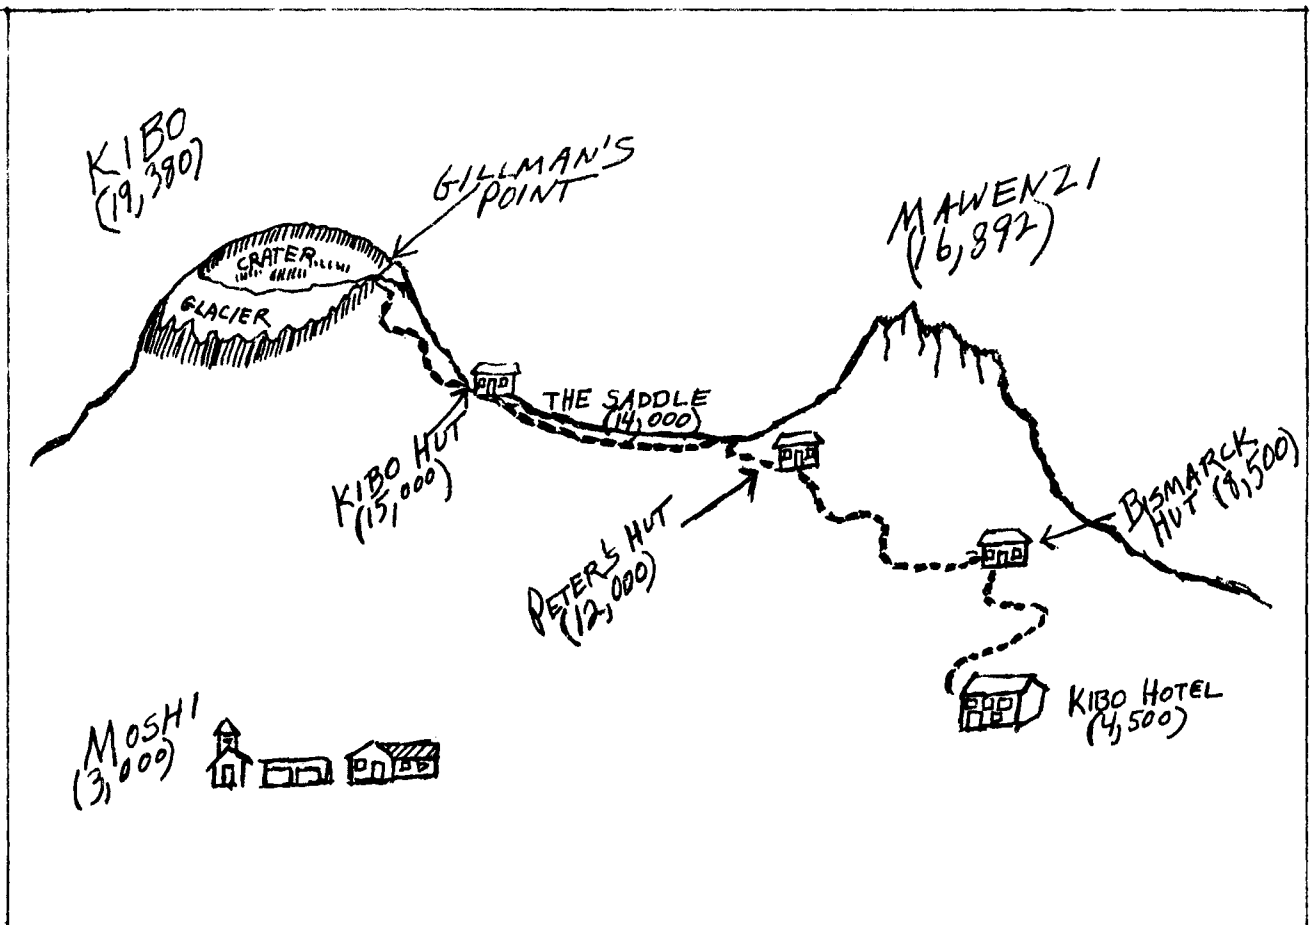 KIBO
(19,380)
GILLMAN'S
POINT
MAWENZI
(16,892)
CRATER
GLACIER
THE SADDLE
(14,000)
KIBO HUT
(15,000)
BISMARCK
HUT (8,500)
PETER'S HUT
(12,000)
MOSHI
(3,000)
KIBO HOTEL
(4,500)